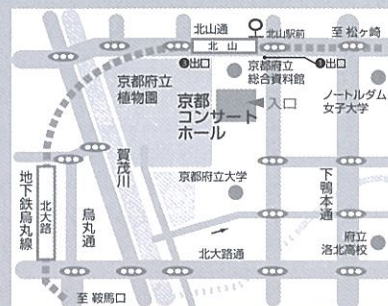 北山通
北山
北山駅前
至 松ヶ崎
❸出口
❶出口
京都府立
植物園
京都府立
総合資料館
ノートルダム
女子大学
京都
コンサート
ホール
入口
賀茂川
京都府立大学
下鴨本通
地下鉄烏丸線
北大路
烏丸通
北大路通
府立
洛北高校
至 鞍馬口